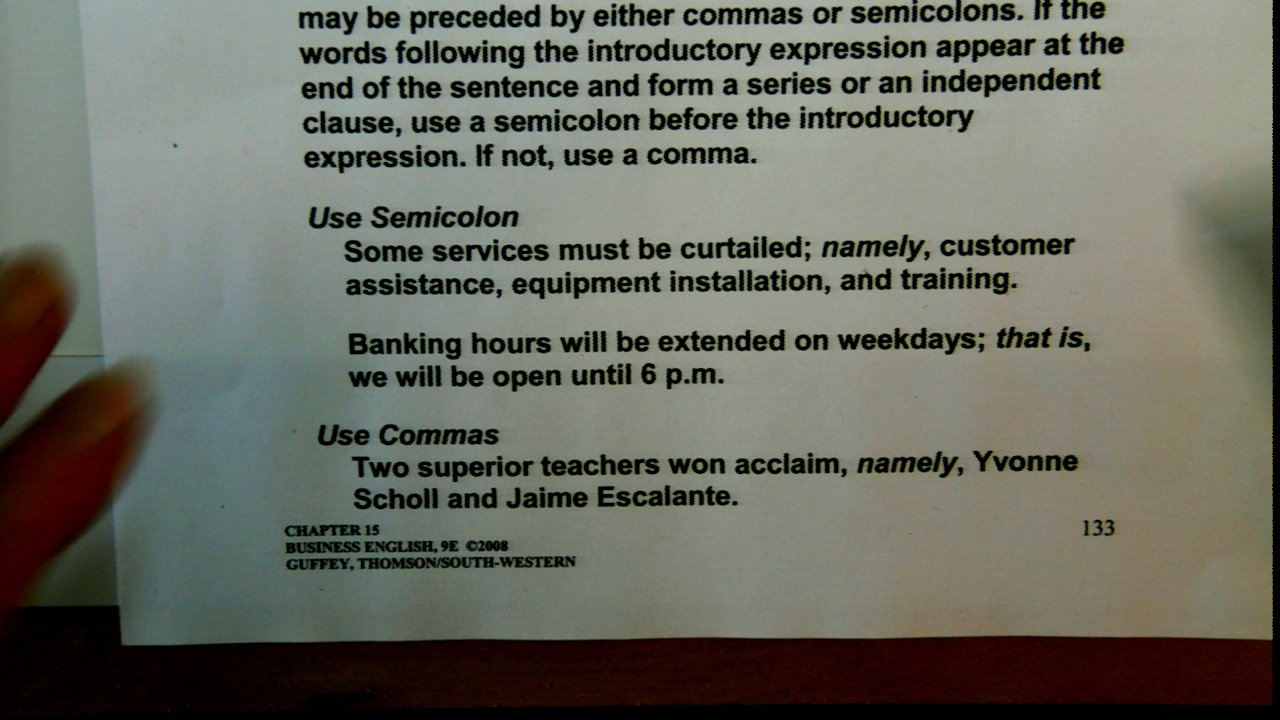 may be preceded by either commas or semicolons. If the
words following the introductory expression appear at the
end of the sentence and form a series or an independent
clause, use a semicolon before the introductory
expression. If not, use a comma.
Use Semicolon
Some services must be curtailed; namely, customer
assistance, equipment installation, and training.
Banking hours will be extended on weekdays; that is,
we will be open until 6 p.m.
Use Commas
Two superior teachers won acclaim, namely, Yvonne
Scholl and Jaime Escalante.
CHAPTER 15
BUSINESS ENGLISH, 9E ©2008
GUFFEY, THOMSON/SOUTH-WESTERN
133